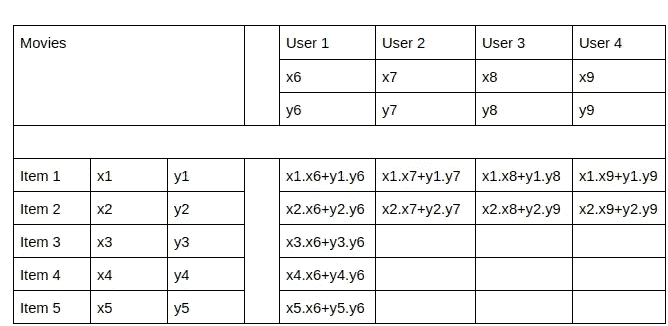 Movies User 1 User 2 User 3 User 4
x6 x7 x8 x9
y6 y7 y8 y9
Item 1 x1 y1 x1.x6+y1.y6 x1.x7+y1.y7 x1.x8+y1.y8 x1.x9+y1.y9
Item 2 x2 y2 x2.x6+y2.y6 x2.x7+y2.y7 x2.x8+y2.y9 x2.x9+y2.y9
Item 3 x3 y3 x3.x6+y3.y6
Item 4 x4 y4 x4.x6+y4.y6
Item 5 x5 y5 x5.x6+y5.y6